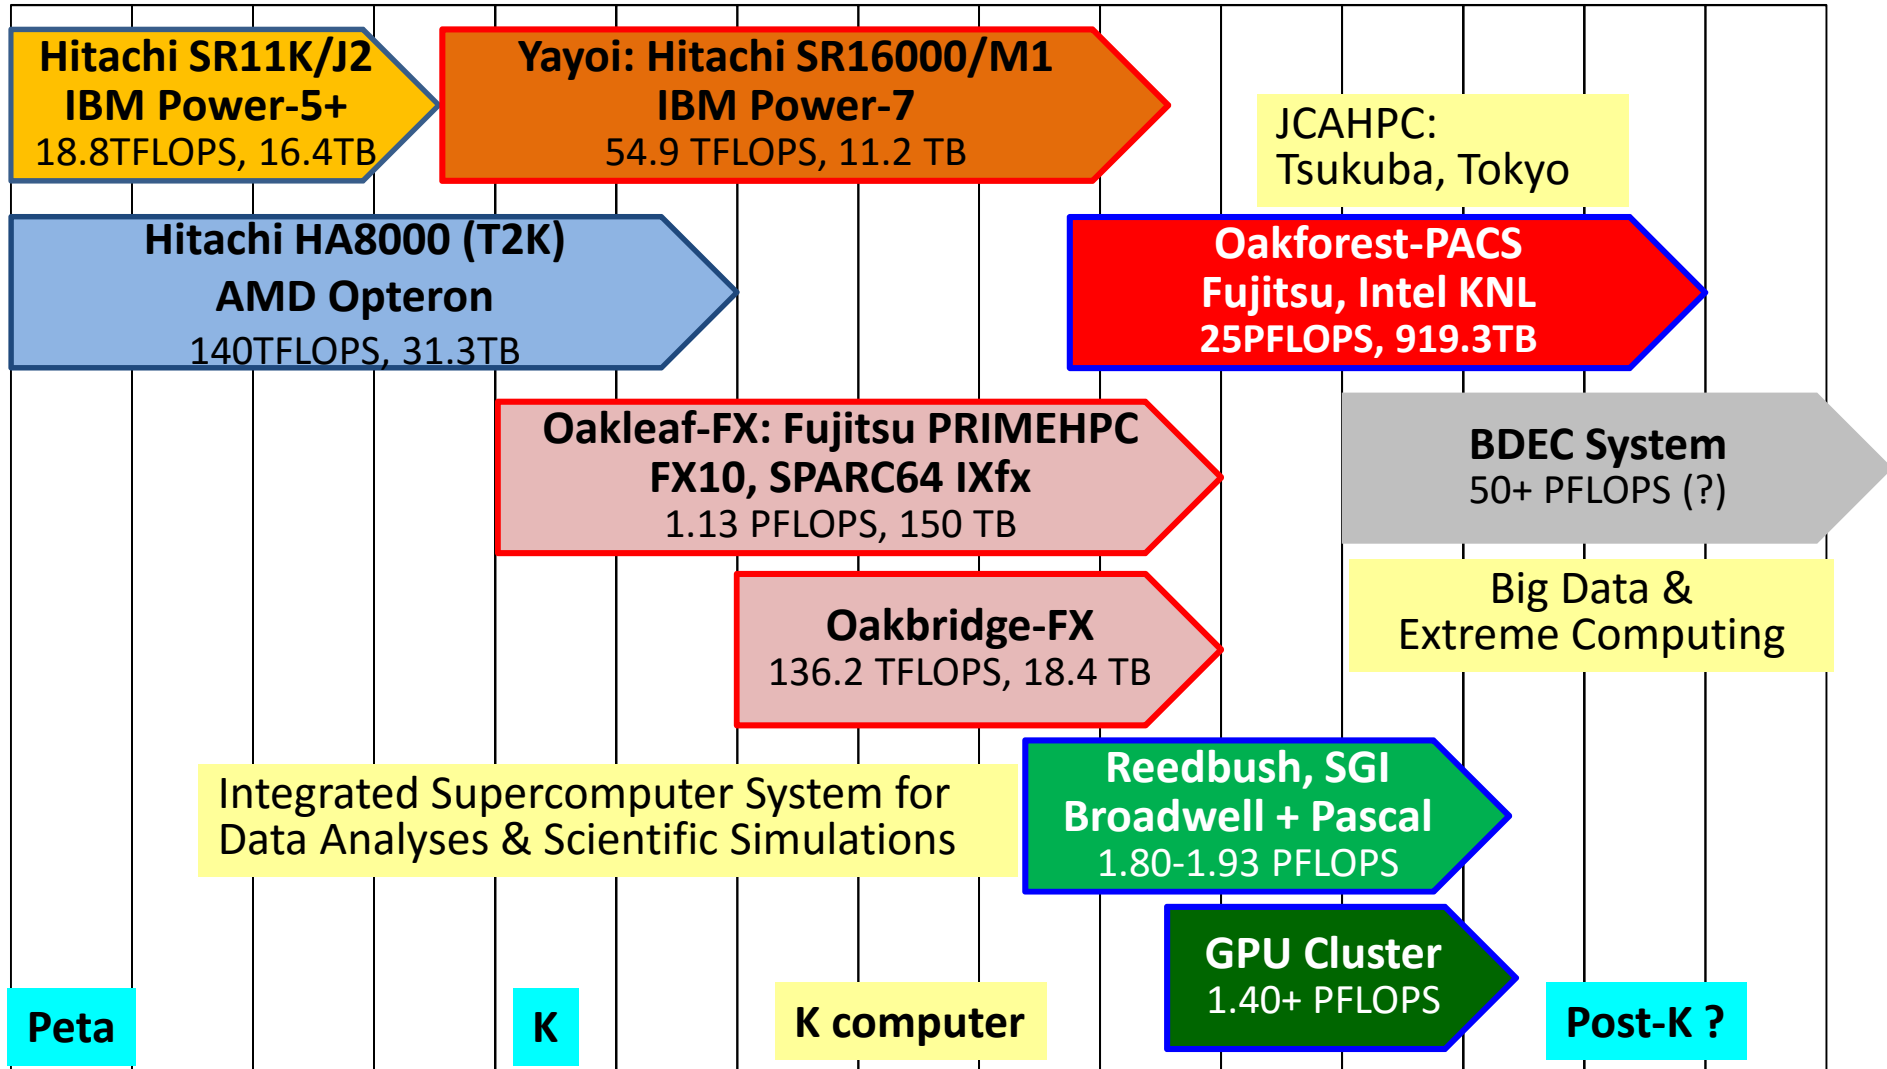 Hitachi SR11K/J2
IBM Power-5+
18.8TFLOPS, 16.4TB
Yayoi: Hitachi SR16000/M1
IBM Power-7
54.9 TFLOPS, 11.2 TB
JCAHPC:
Tsukuba, Tokyo
Hitachi HA8000 (T2K)
AMD Opteron
140TFLOPS, 31.3TB
Oakforest-PACS
Fujitsu, Intel KNL
25PFLOPS, 919.3TB
Oakleaf-FX: Fujitsu PRIMEHPC
FX10, SPARC64 IXfx
1.13 PFLOPS, 150 TB
BDEC System
50+ PFLOPS (?)
Big Data &
Extreme Computing
Oakbridge-FX
136.2 TFLOPS, 18.4 TB
Integrated Supercomputer System for
Data Analyses & Scientific Simulations
Reedbush, SGI
Broadwell + Pascal
1.80-1.93 PFLOPS
GPU Cluster
1.40+ PFLOPS
Peta
K
K computer
Post-K ?